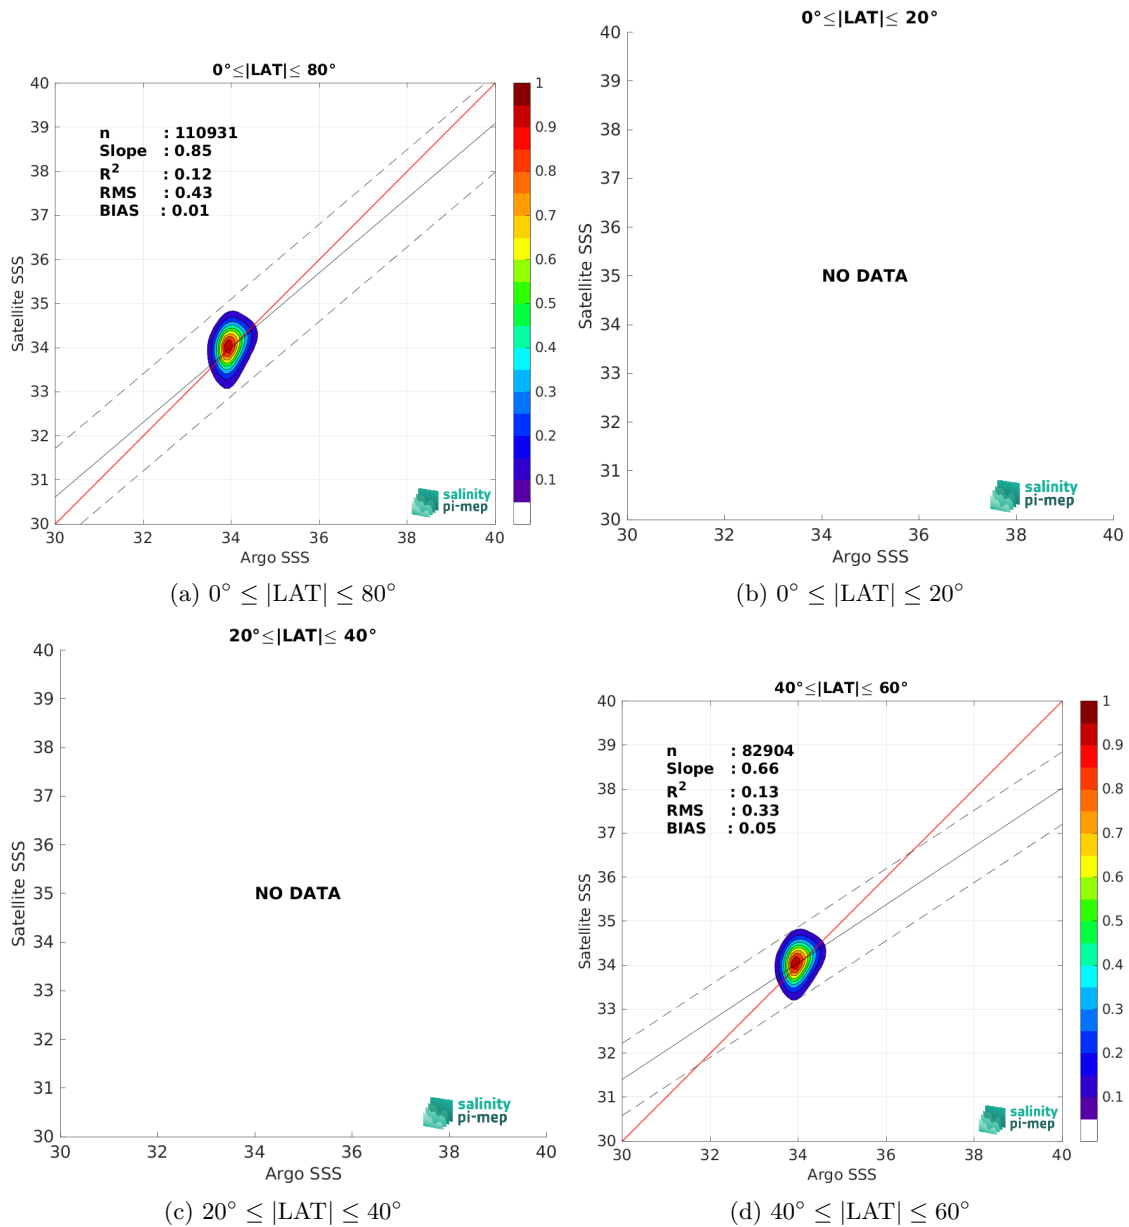 0°≤|LAT|≤ 80°
40
39
38
37
36
35
34
33
32
31
30
n : 110931
Slope : 0.85
R² : 0.12
RMS : 0.43
BIAS : 0.01
Satellite SSS
30 32 34 36 38 40
Argo SSS
1
0.9
0.8
0.7
0.6
0.5
0.4
0.3
0.2
0.1
salinity
pi-mep
(a) 0° ≤ |LAT| ≤ 80°
0°≤|LAT|≤ 20°
40
39
38
37
36
35
34
33
32
31
30
Satellite SSS
NO DATA
salinity
pi-mep
30 32 34 36 38 40
Argo SSS
(b) 0° ≤ |LAT| ≤ 20°
20°≤|LAT|≤ 40°
40
39
38
37
36
35
34
33
32
31
30
Satellite SSS
NO DATA
salinity
pi-mep
30 32 34 36 38 40
Argo SSS
(c) 20° ≤ |LAT| ≤ 40°
40°≤|LAT|≤ 60°
40
39
38
37
36
35
34
33
32
31
30
n : 82904
Slope : 0.66
R² : 0.13
RMS : 0.33
BIAS : 0.05
Satellite SSS
30 32 34 36 38 40
Argo SSS
1
0.9
0.8
0.7
0.6
0.5
0.4
0.3
0.2
0.1
salinity
pi-mep
(d) 40° ≤ |LAT| ≤ 60°